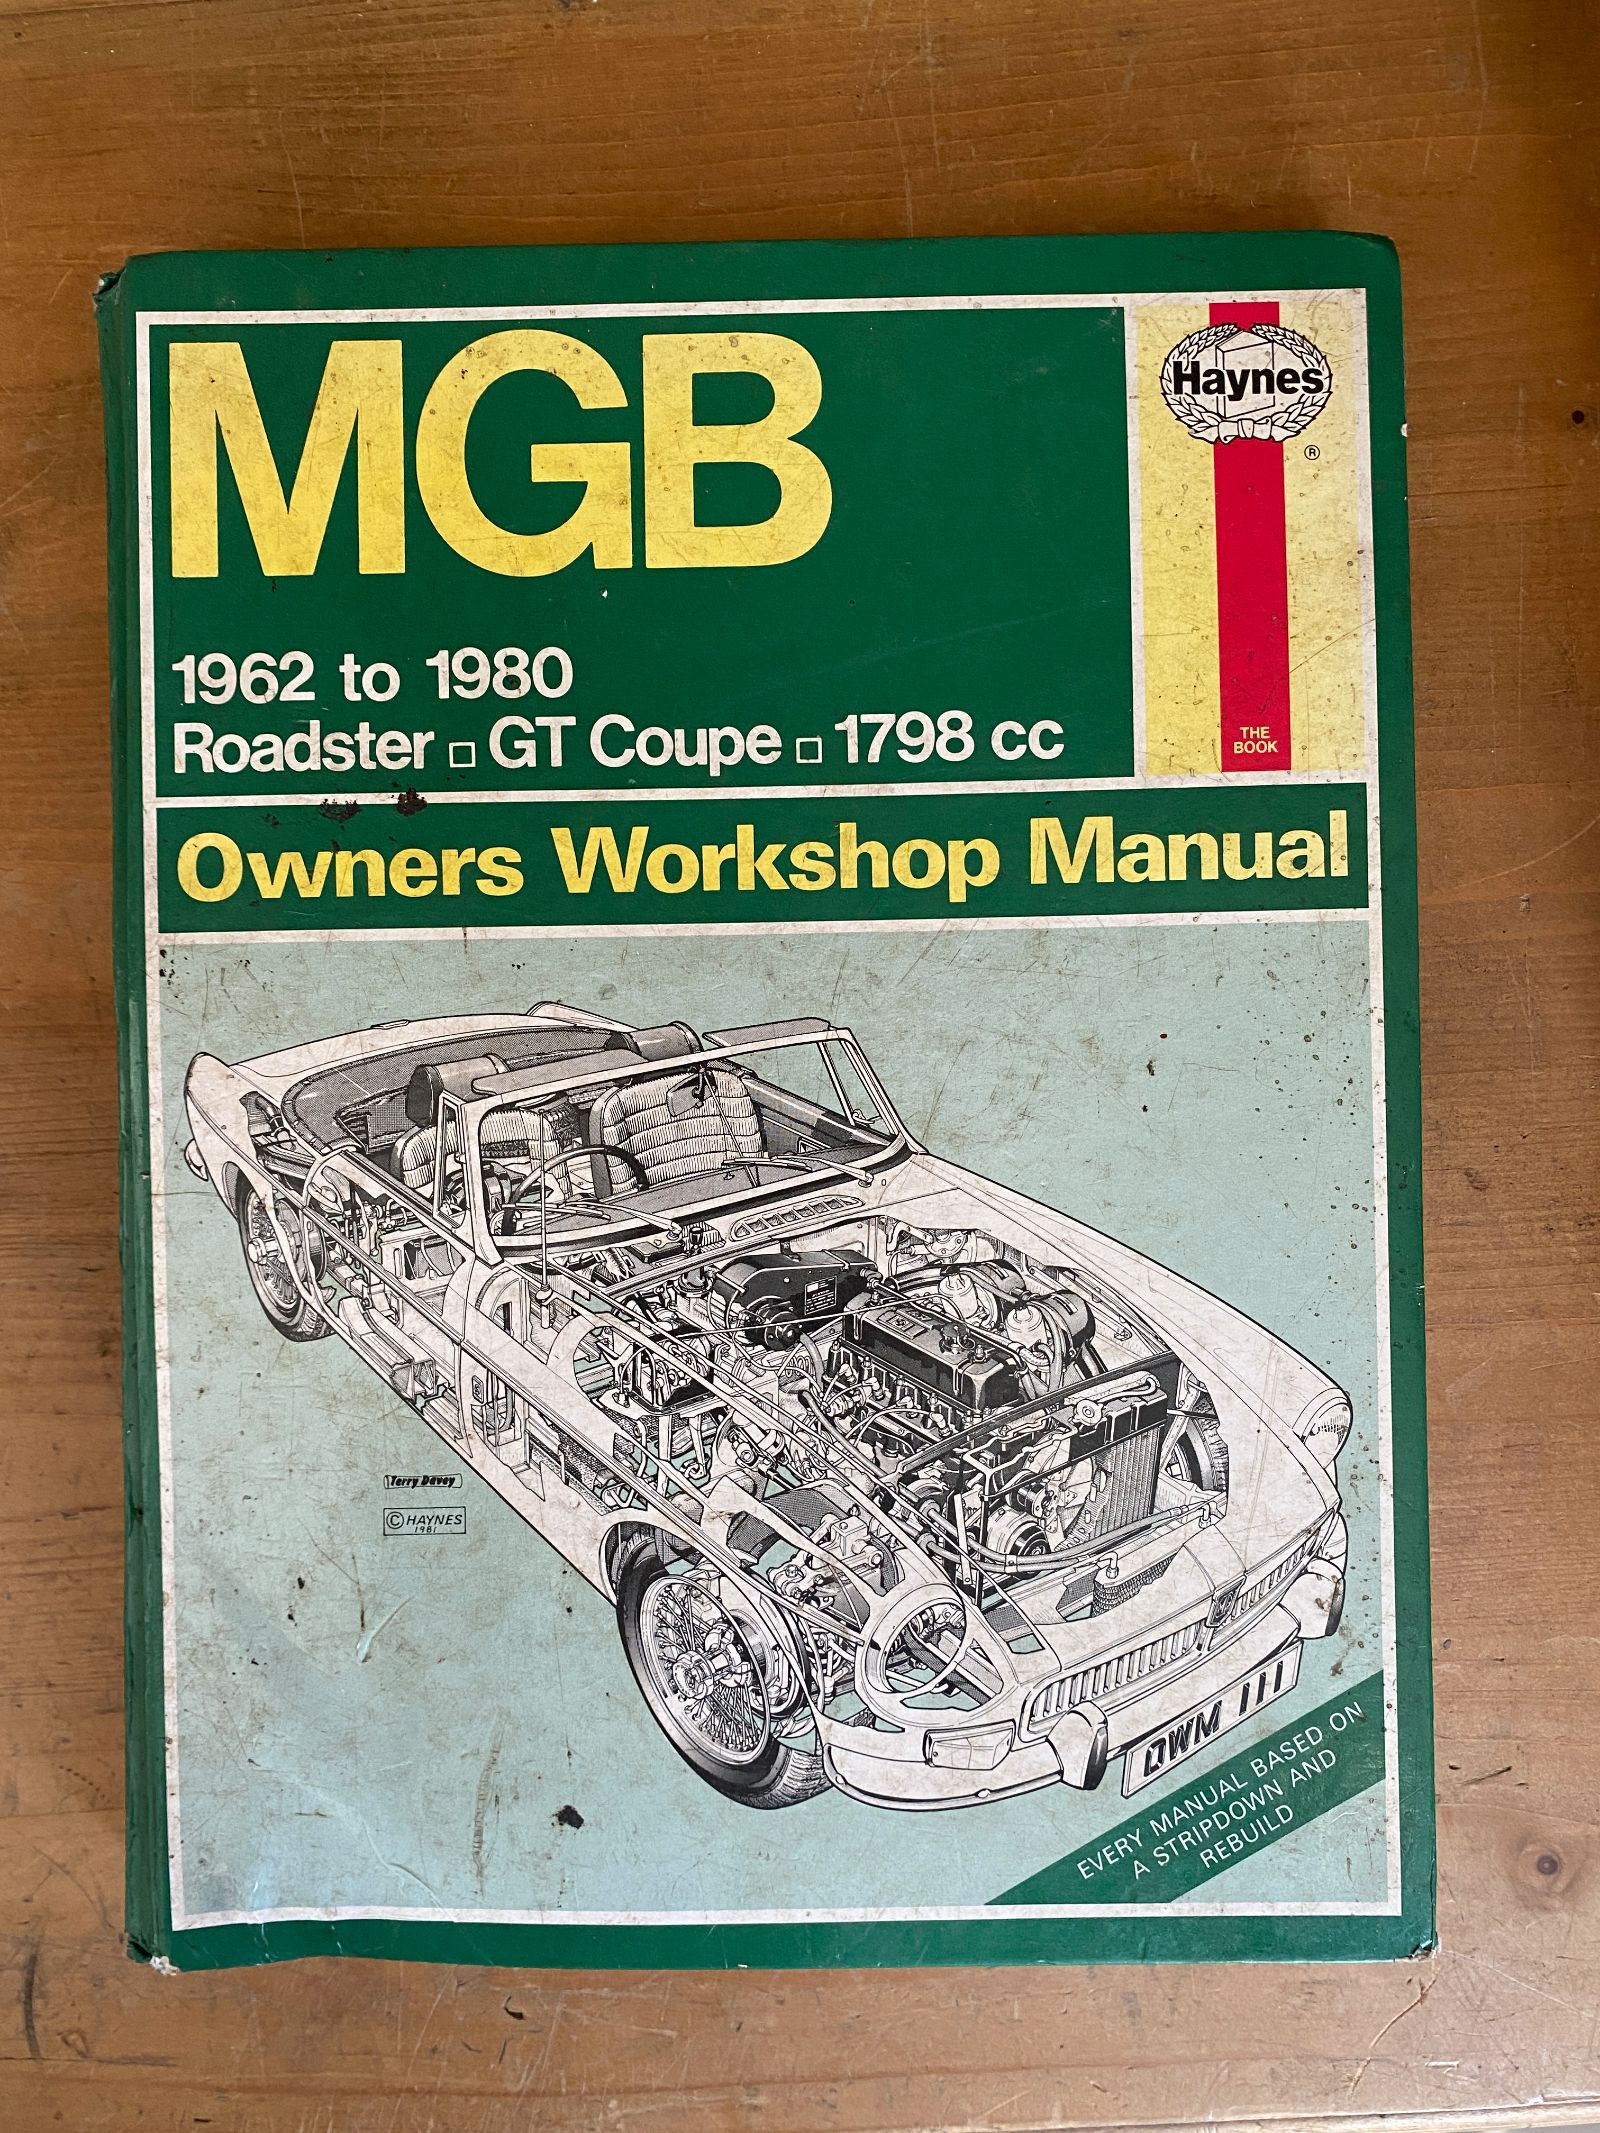 MGB
Haynes
®
1962 to 1980
Roadster □ GT Coupe □ 1798 cc
THE
BOOK
Owners Workshop Manual
Terry Davey
© HAYNES
1981
DWM 111
EVERY MANUAL BASED ON
A STRIPDOWN AND
REBUILD